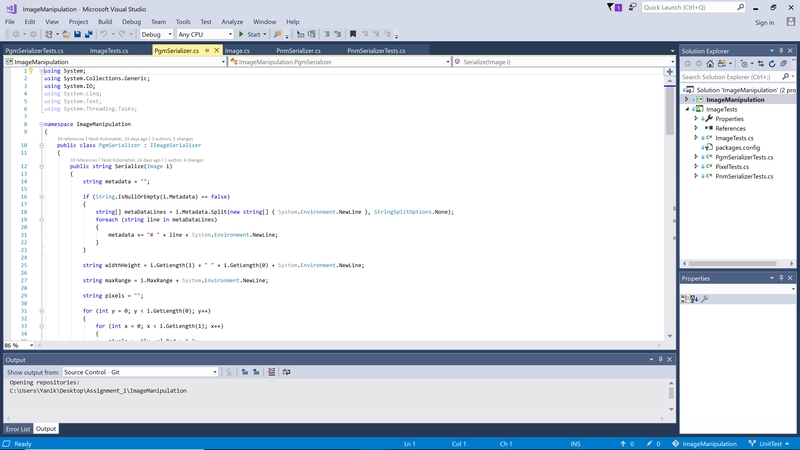 ImageManipulation - Microsoft Visual Studio
1
Quick Launch (Ctrl+Q)
File Edit View Project Build Debug Team Tools Test Analyze Window Help
Sign in
Debug Any CPU Start
PgmSerializerTests.cs ImageTests.cs PgmSerializer.cs Image.cs PnmSerializer.cs PnmSerializerTests.cs
ImageManipulation ImageManipulation.PgmSerializer Serialize(Image i)
1 using System;
2 using System.Collections.Generic;
3 using System.IO;
4 using System.Linq;
5 using System.Text;
6 using System.Threading.Tasks;
7
8 namespace ImageManipulation
9 {
34 references | Yanik Kolomatski, 24 days ago | 2 authors, 5 changes
10 public class PgmSerializer : IImageSerializer
11 {
10 references | Yanik Kolomatski, 24 days ago | 1 author, 4 changes
12 public string Serialize(Image i)
13 {
14 string metadata = "";
15
16 if (String.IsNullOrEmpty(i.Metadata) == false)
17 {
18 string[] metaDataLines = i.Metadata.Split(new string[] { System.Environment.NewLine }, StringSplitOptions.None);
19 foreach (string line in metaDataLines)
20 {
21 metadata += "# " + line + System.Environment.NewLine;
22 }
23 }
24
25 string widthHeight = i.GetLength(1) + " " + i.GetLength(0) + System.Environment.NewLine;
26
27 string maxRange = i.MaxRange + System.Environment.NewLine;
28
29 string pixels = "";
30
31 for (int y = 0; y < i.GetLength(0); y++)
32 {
33 for (int x = 0; x < i.GetLength(1); x++)
34 {
86 %
Output
Show output from: Source Control - Git
Opening repositories:
C:\Users\Yanik\Desktop\Assignment_1\ImageManipulation
Error List Output
Solution Explorer
Search Solution Explorer (Ctrl+;)
Solution 'ImageManipulation' (2 pro
ImageManipulation
ImageTests
Properties
References
ImageTests.cs
packages.config
PgmSerializerTests.cs
PixelTests.cs
PnmSerializerTests.cs
Properties
Ready Ln 1 Col 1 Ch 1 INS 0 0 ImageManipulation UnitTest